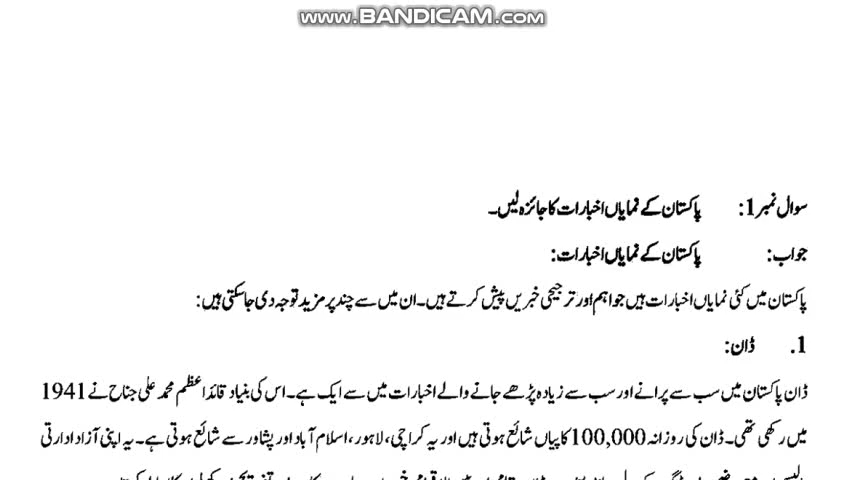 www.BANDICAM.com
سوال نمبر 1: پاکستان کے نمایاں اخبارات کا جائزہ لیں۔
جواب: پاکستان کے نمایاں اخبارات:
پاکستان میں کئی نمایاں اخبارات ہیں جو اہم اور ترجیحی خبریں پیش کرتے ہیں۔ ان میں سے چند پر مزید توجہ دی جا سکتی ہیں:
1. ڈان:
ڈان پاکستان میں سب سے پرانے اور سب سے زیادہ پڑھے جانے والے اخبارات میں سے ایک ہے۔ اس کی بنیاد قائد اعظم محمد علی جناح نے 1941
میں رکھی تھی۔ ڈان کی روزانہ 100,000 کاپیاں شائع ہوتی ہیں اور یہ کراچی، لاہور، اسلام آباد اور پشاور سے شائع ہوتی ہے۔ یہ اپنی آزاد ادارتی